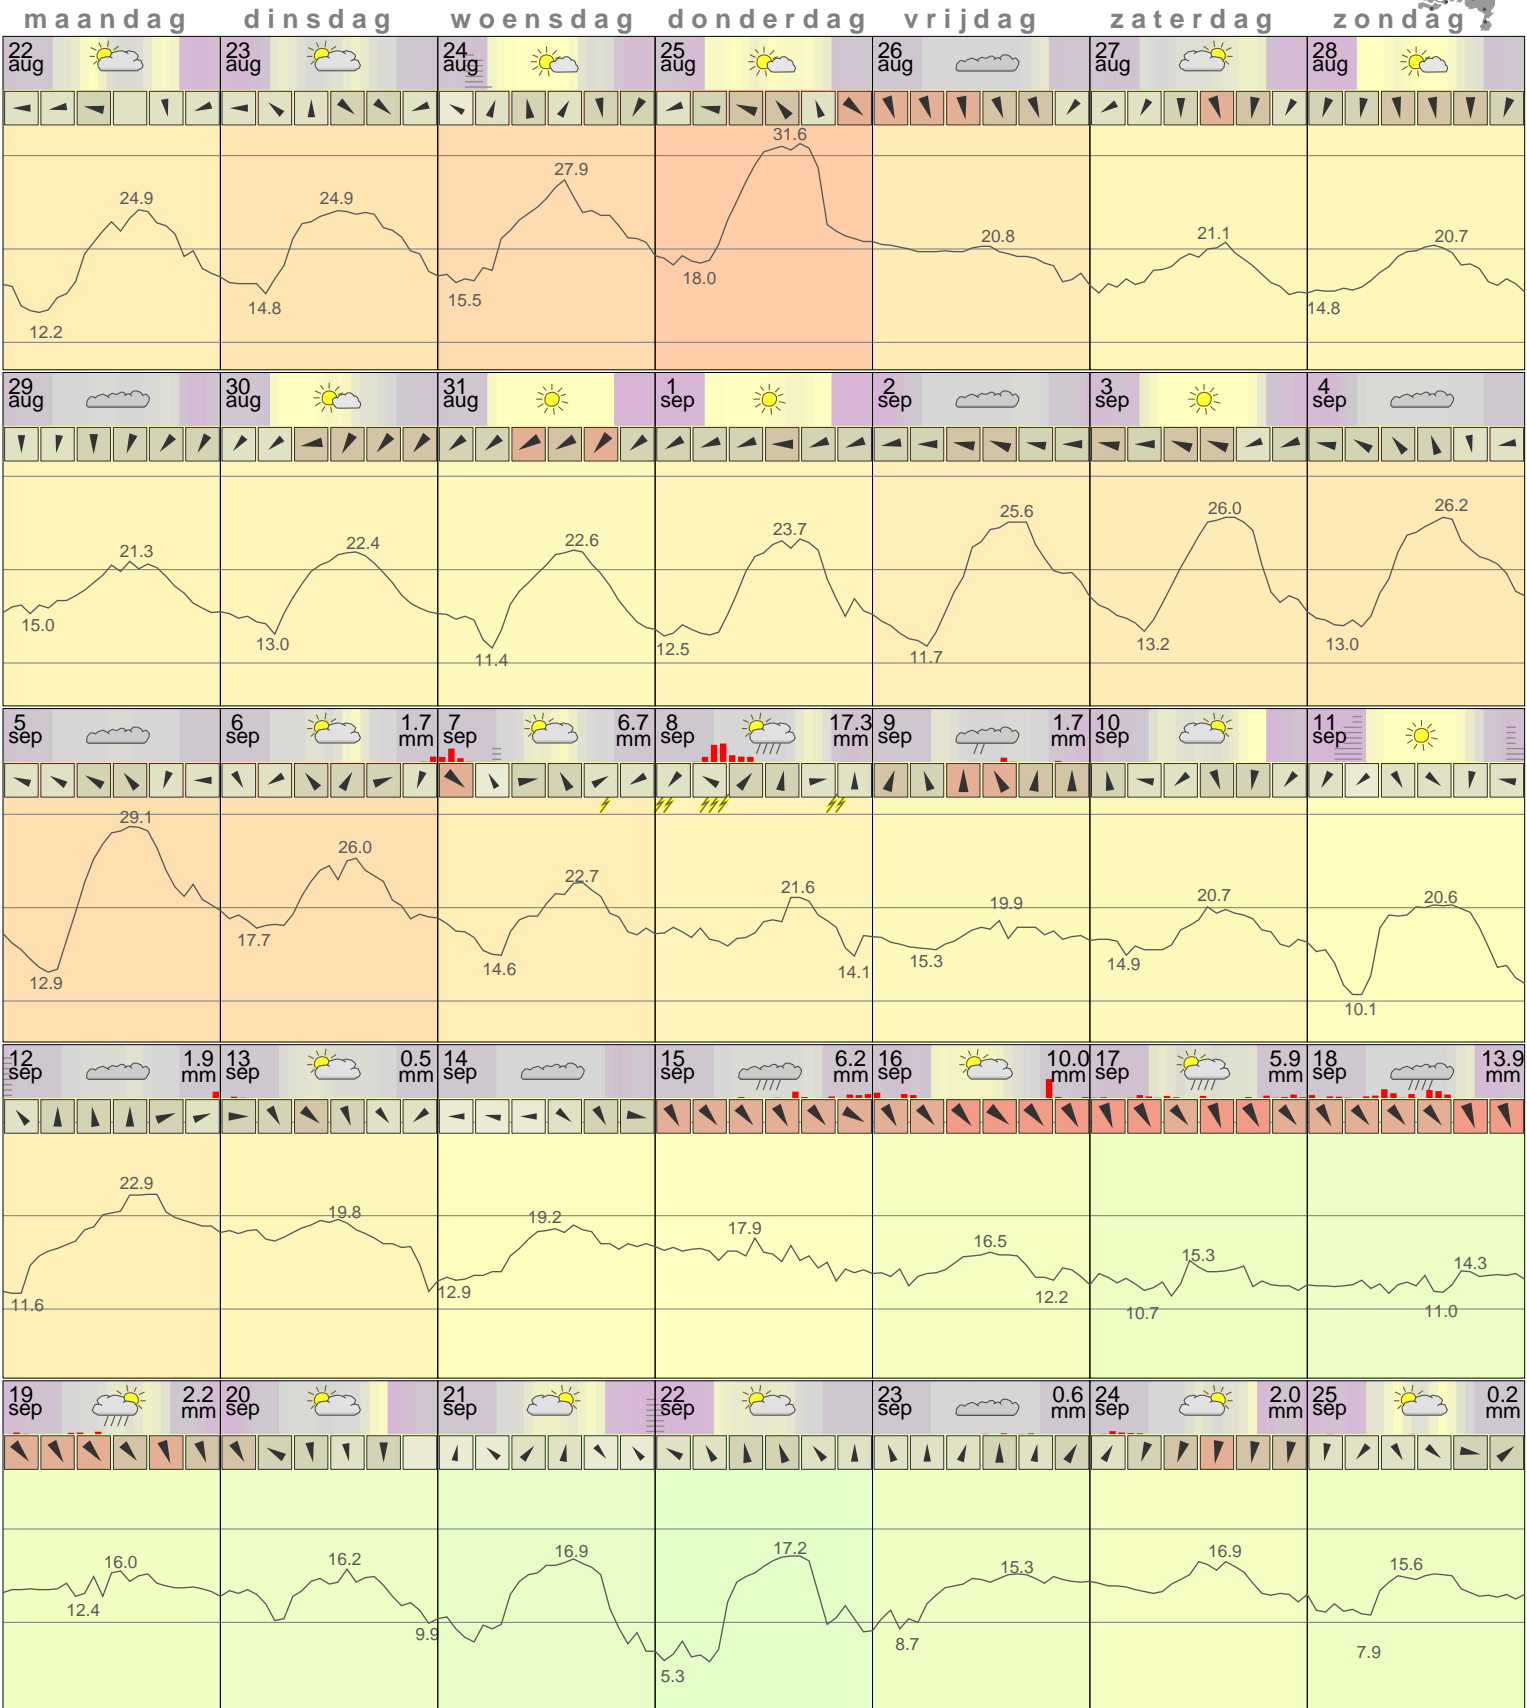 maandag dinsdag woensdag donderdag vrijdag zaterdag zondag
22 aug
23 aug
24 aug
25 aug
26 aug
27 aug
28 aug
24.9
12.2
24.9
14.8
27.9
15.5
31.6
18.0
20.8
21.1
20.7
14.8
29 aug
30 aug
31 aug
1 sep
2 sep
3 sep
4 sep
21.3
15.0
22.4
13.0
22.6
11.4
23.7
12.5
25.6
11.7
26.0
13.2
26.2
13.0
5 sep
6 sep 1.7 mm
7 sep 6.7 mm
8 sep 17.3 mm
9 sep 1.7 mm
10 sep
11 sep
29.1
12.9
26.0
17.7
22.7
14.6
21.6
14.1
19.9
15.3
20.7
14.9
20.6
10.1
12 sep 1.9 mm
13 sep 0.5 mm
14 sep
15 sep 6.2 mm
16 sep 10.0 mm
17 sep 5.9 mm
18 sep 13.9 mm
22.9
11.6
19.8
19.2
12.9
17.9
16.5
12.2
15.3
10.7
14.3
11.0
19 sep 2.2 mm
20 sep
21 sep
22 sep
23 sep 0.6 mm
24 sep 2.0 mm
25 sep 0.2 mm
16.0
12.4
16.2
9.9
16.9
17.2
5.3
15.3
8.7
16.9
15.6
7.9